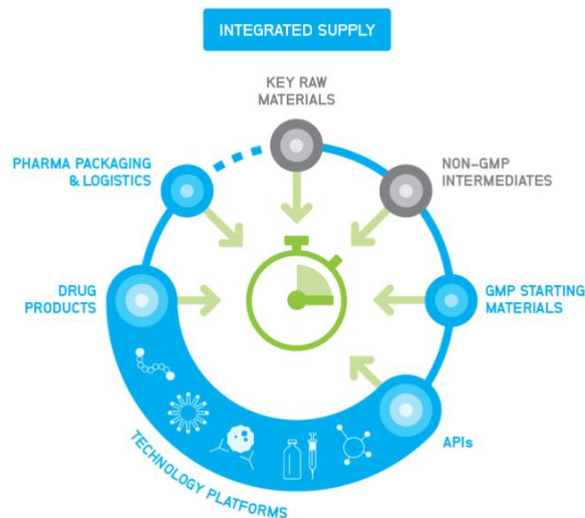 INTEGRATED SUPPLY
KEY RAW
MATERIALS
PHARMA PACKAGING
& LOGISTICS
NON-GMP
INTERMEDIATES
DRUG
PRODUCTS
GMP STARTING
MATERIALS
APIs
TECHNOLOGY PLATFORMS